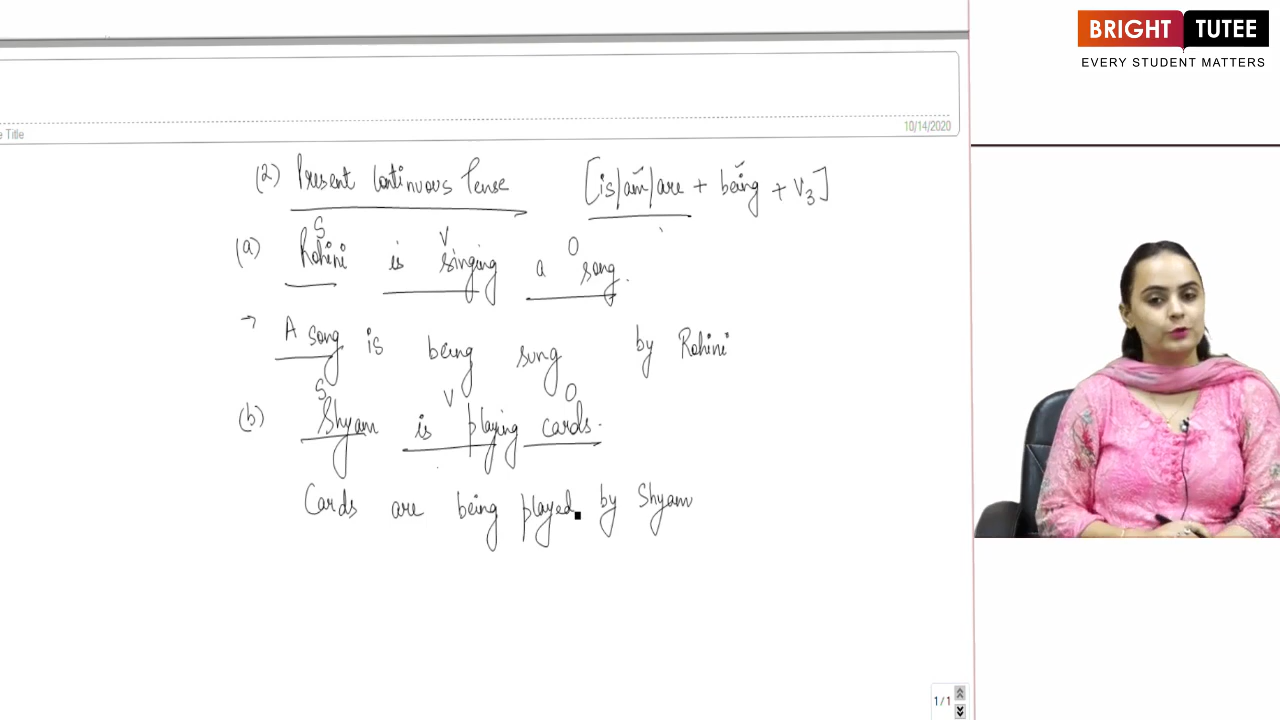 BRIGHT TUTEE
EVERY STUDENT MATTERS
e Title
10/14/2020
(2) Present Continuous Tense [is|am|are + being + V3]
S V O
(a) Rohini is singing a song.
→ A song is being sung by Rohini
S V O
(b) Shyam is playing cards.
Cards are being played by Shyam
1/1